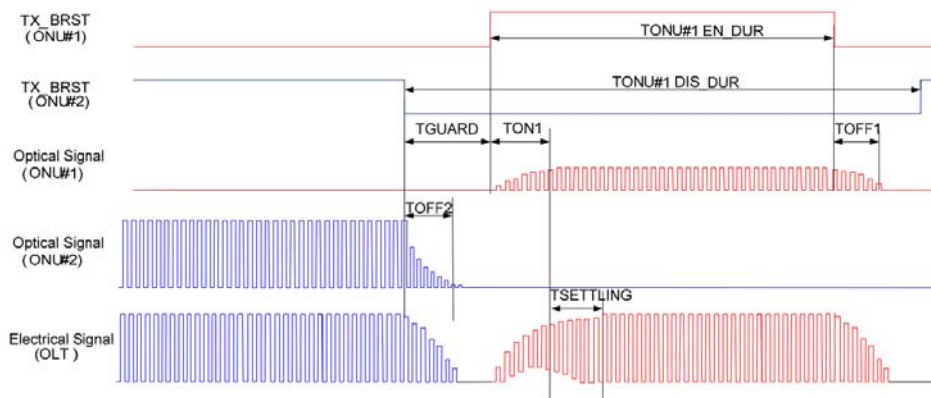 TX_BRST
(ONU#1)
TONU#1 EN_DUR
TX_BRST
(ONU#2)
TONU#1 DIS_DUR
TGUARD
TON1
TOFF1
Optical Signal
(ONU#1)
TOFF2
Optical Signal
(ONU#2)
TSETTLING
Electrical Signal
(OLT )